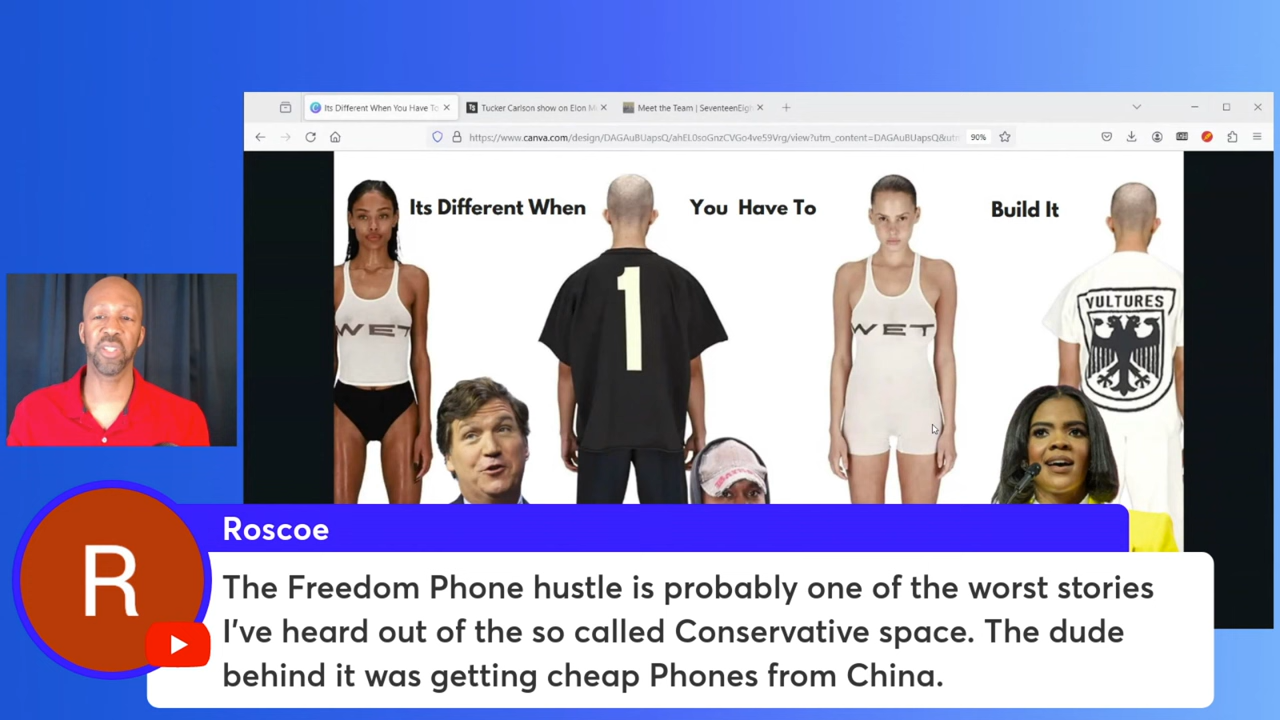 Its Different When You Have To
Tucker Carlson show on Elon M
Meet the Team | SeventeenEigh
https://www.canva.com/design/DAGAuBUapsQ/ahEL0soGnzCVGo4ve59Vrg/view?utm_content=DAGAuBUapsQ&utm
90%
Its Different When
You Have To
Build It
WET
1
WET
VULTURES
Roscoe
The Freedom Phone hustle is probably one of the worst stories
I've heard out of the so called Conservative space. The dude
behind it was getting cheap Phones from China.
R